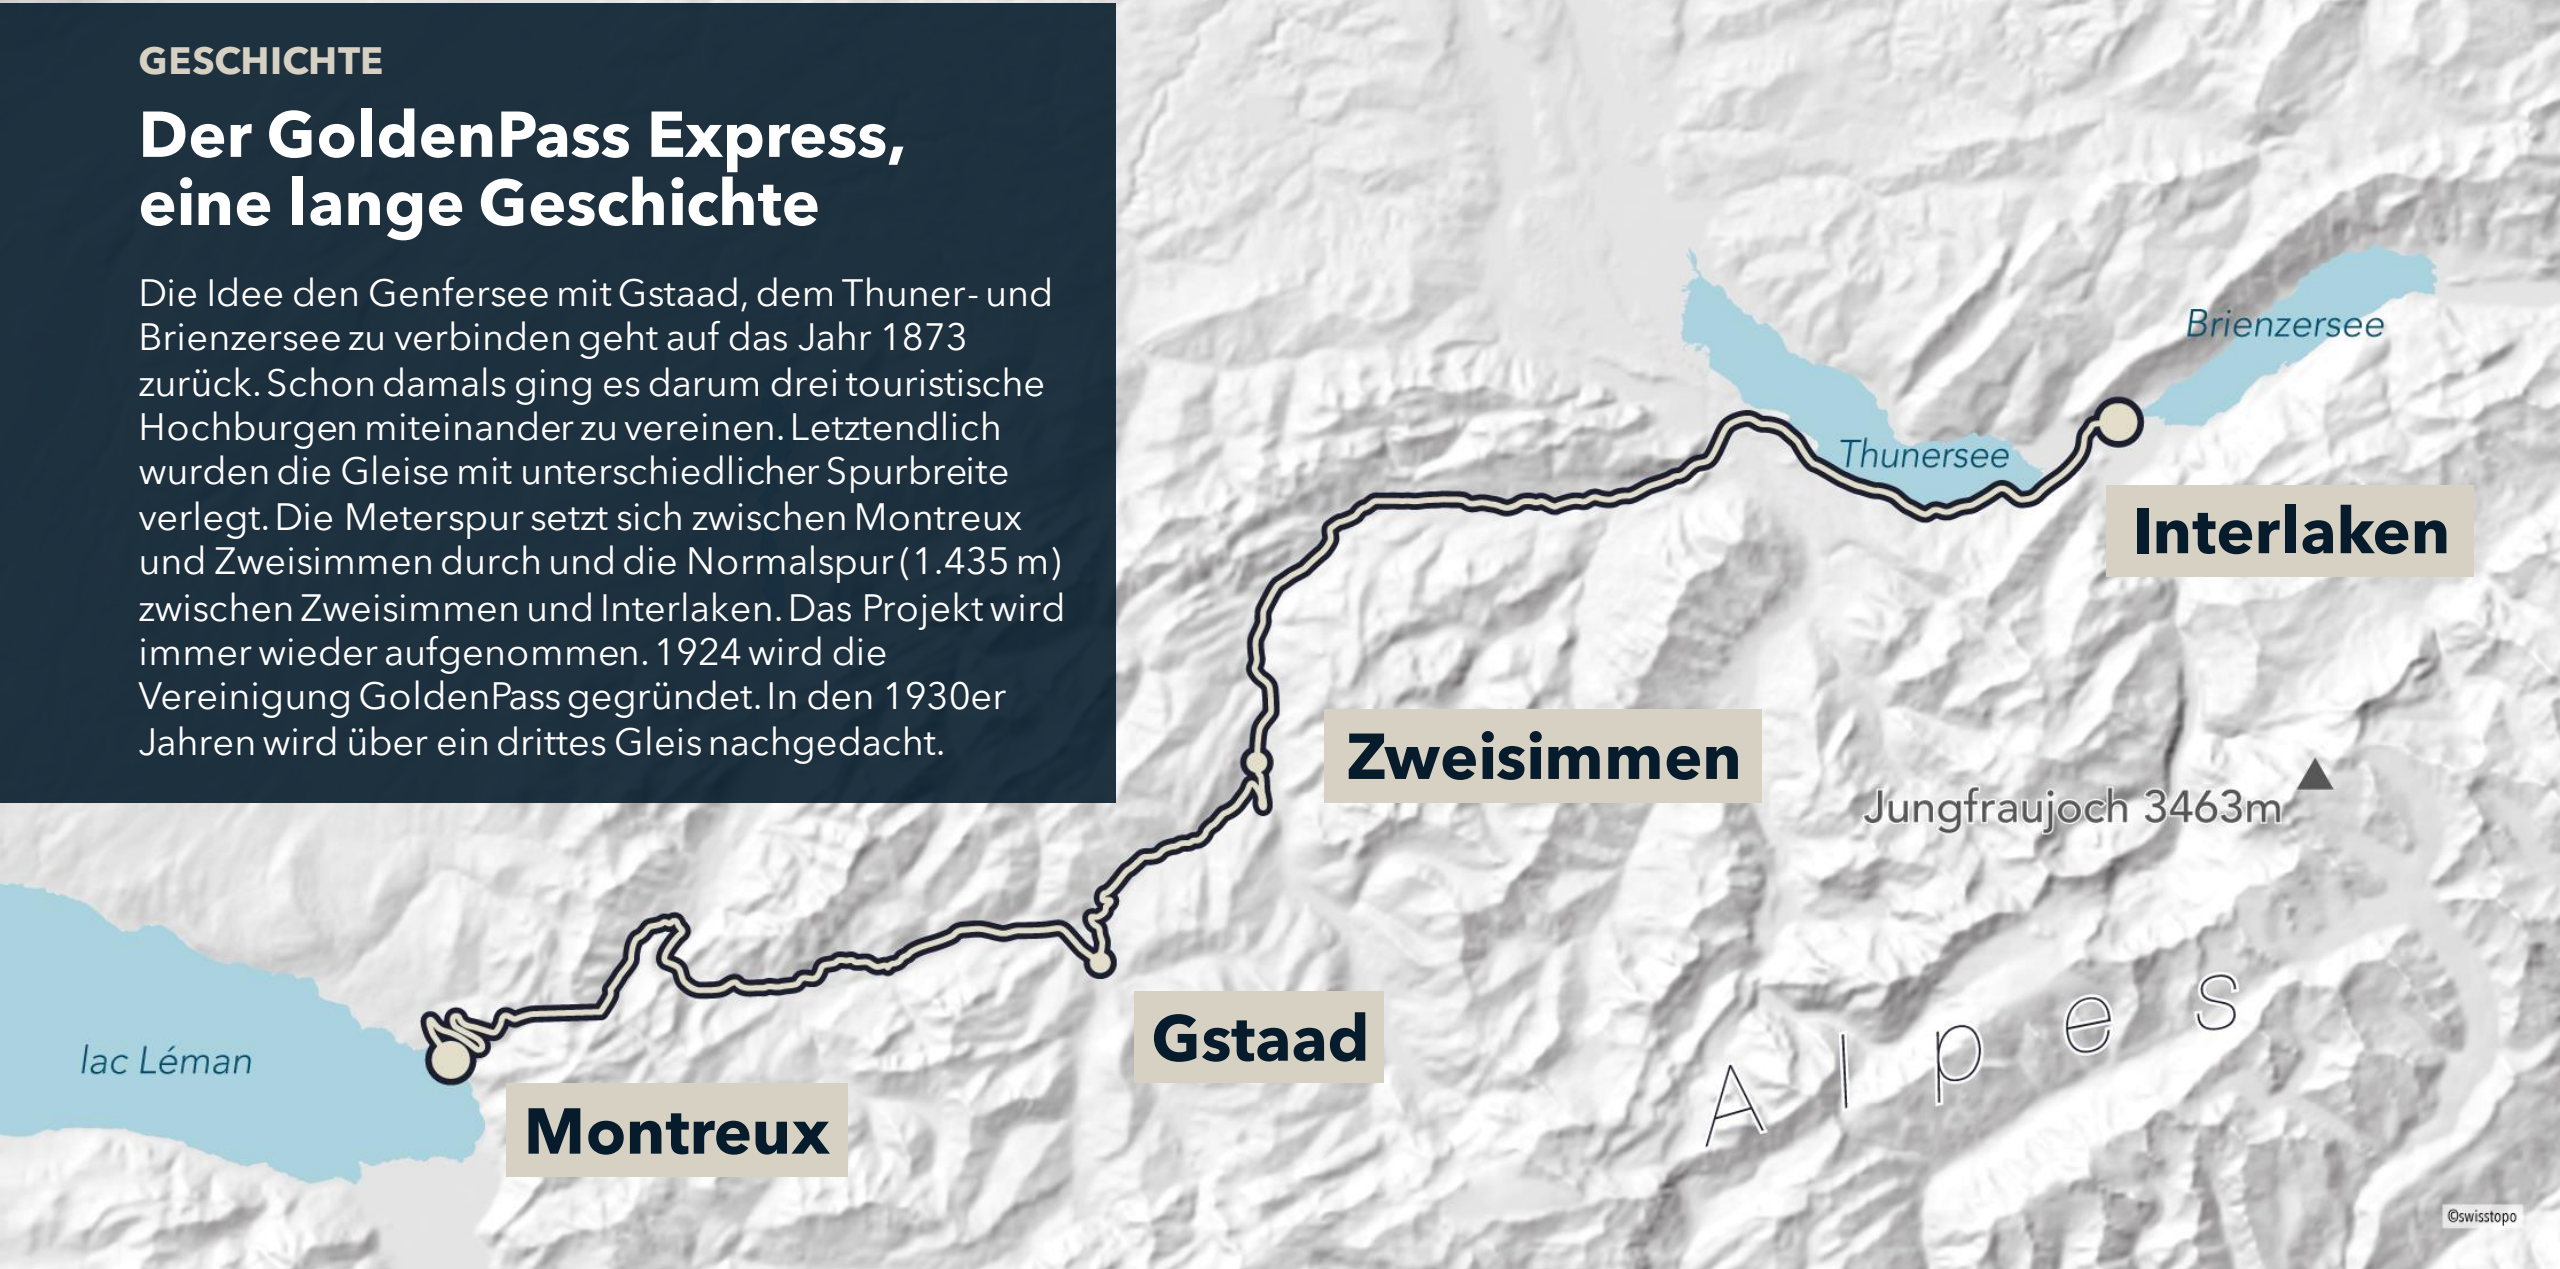 GESCHICHTE
Der GoldenPass Express,
eine lange Geschichte
Die Idee den Genfersee mit Gstaad, dem Thuner- und
Brienzersee zu verbinden geht auf das Jahr 1873
zurück. Schon damals ging es darum drei touristische
Hochburgen miteinander zu vereinen. Letztendlich
wurden die Gleise mit unterschiedlicher Spurbreite
verlegt. Die Meterspur setzt sich zwischen Montreux
und Zweisimmen durch und die Normalspur (1.435 m)
zwischen Zweisimmen und Interlaken. Das Projekt wird
immer wieder aufgenommen. 1924 wird die
Vereinigung GoldenPass gegründet. In den 1930er
Jahren wird über ein drittes Gleis nachgedacht.
Brienzersee
Thunersee
Interlaken
Zweisimmen
Jungfraujoch 3463m
Alpes
Gstaad
lac Léman
Montreux
©swisstopo